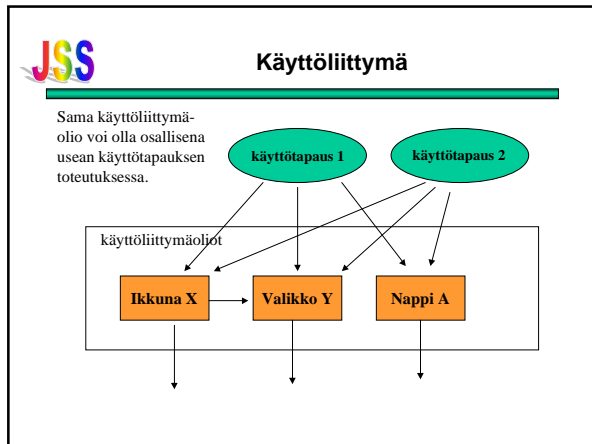 JSS
Käyttöliittymä
Sama käyttöliittymä-
olio voi olla osallisena
usean käyttötapauksen
toteutuksessa.
käyttötapaus 1
käyttötapaus 2
käyttöliittymäoliot
Ikkuna X
Valikko Y
Nappi A